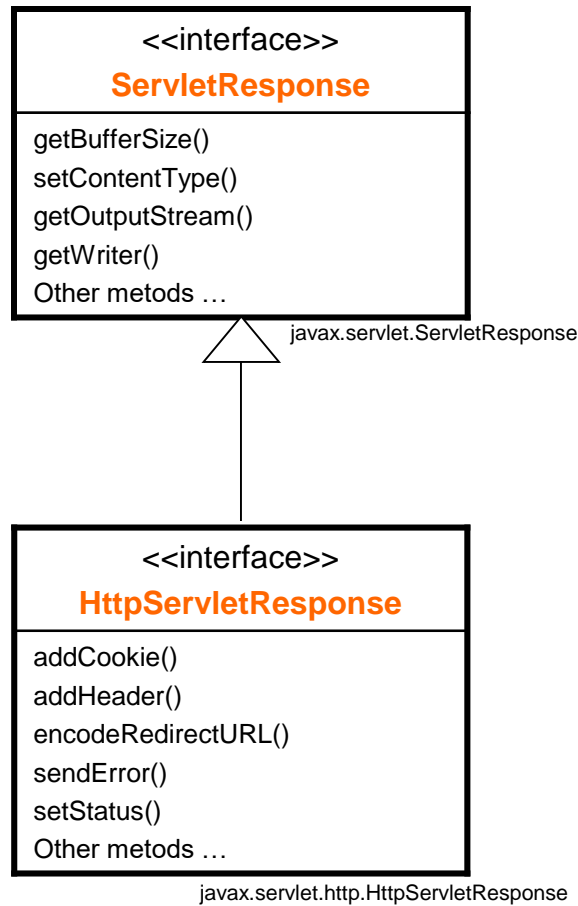 <<interface>>
ServletResponse
getBufferSize()
setContentType()
getOutputStream()
getWriter()
Other metods …
javax.servlet.ServletResponse
<<interface>>
HttpServletResponse
addCookie()
addHeader()
encodeRedirectURL()
sendError()
setStatus()
Other metods …
javax.servlet.http.HttpServletResponse